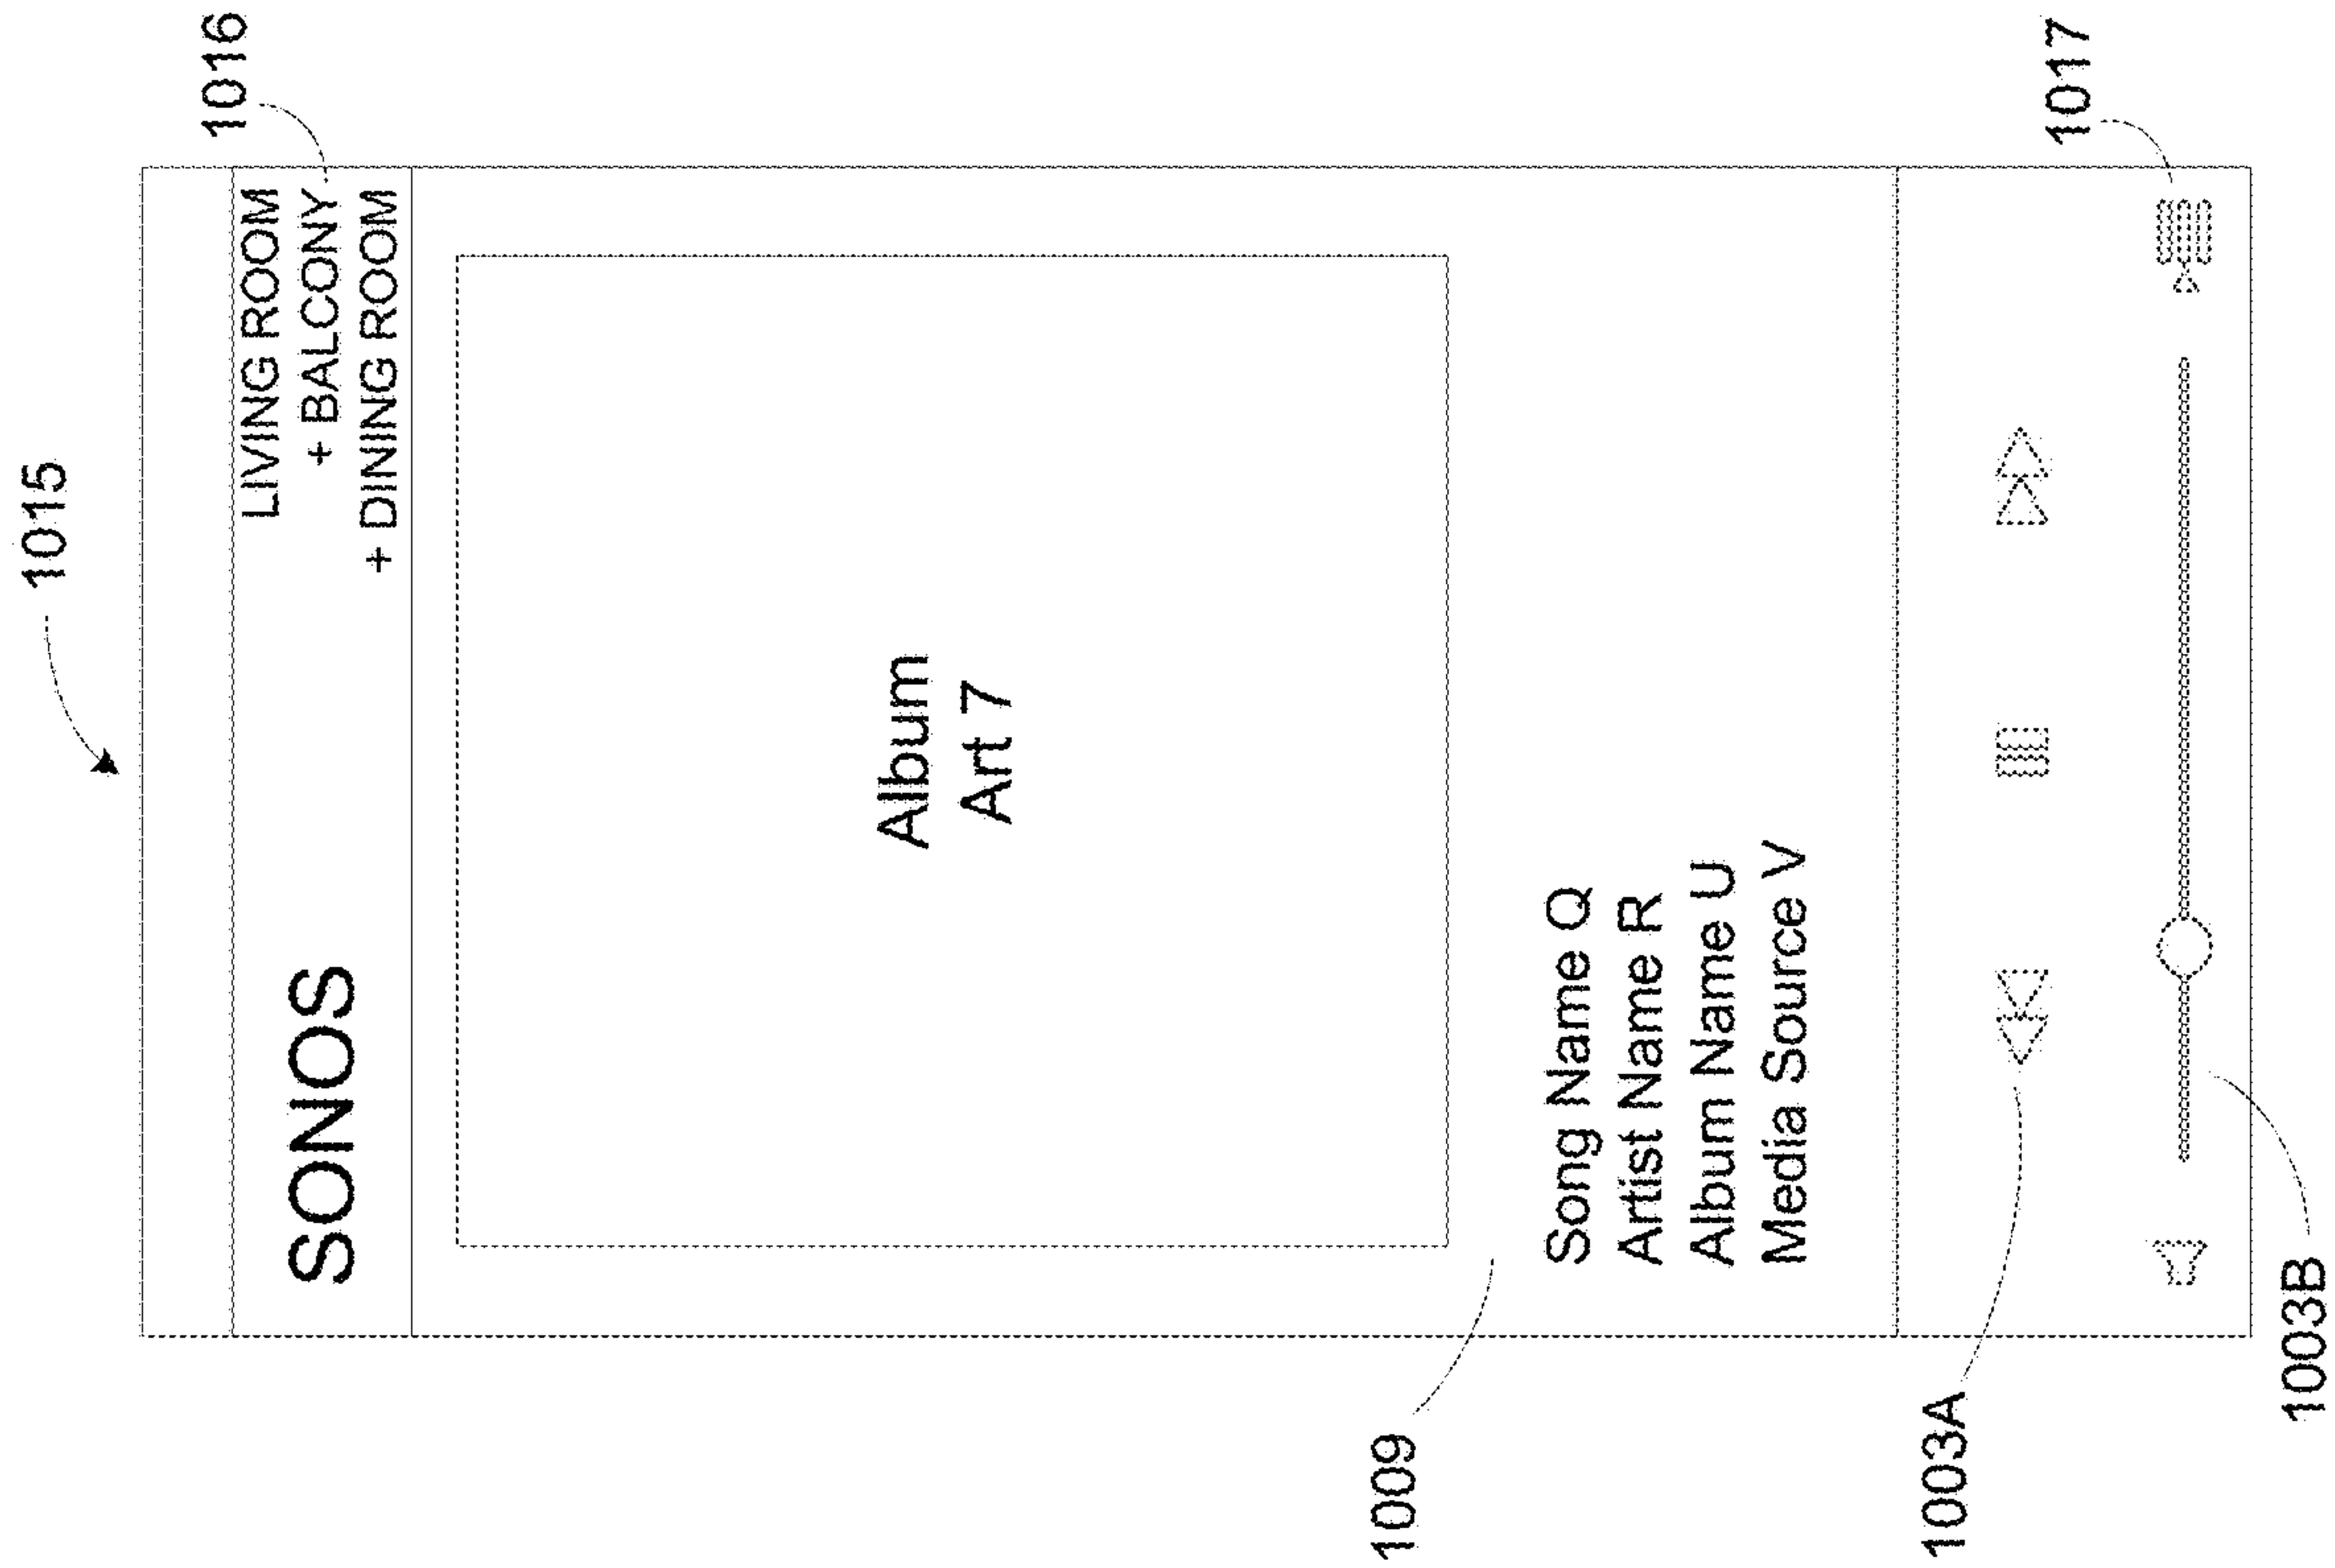 1015
1016
SONOS
LIVING ROOM
+ BALCONY
+ DINING ROOM
Album
Art 7
1009
Song Name Q
Artist Name R
Album Name U
Media Source V
1003A
1017
1003B